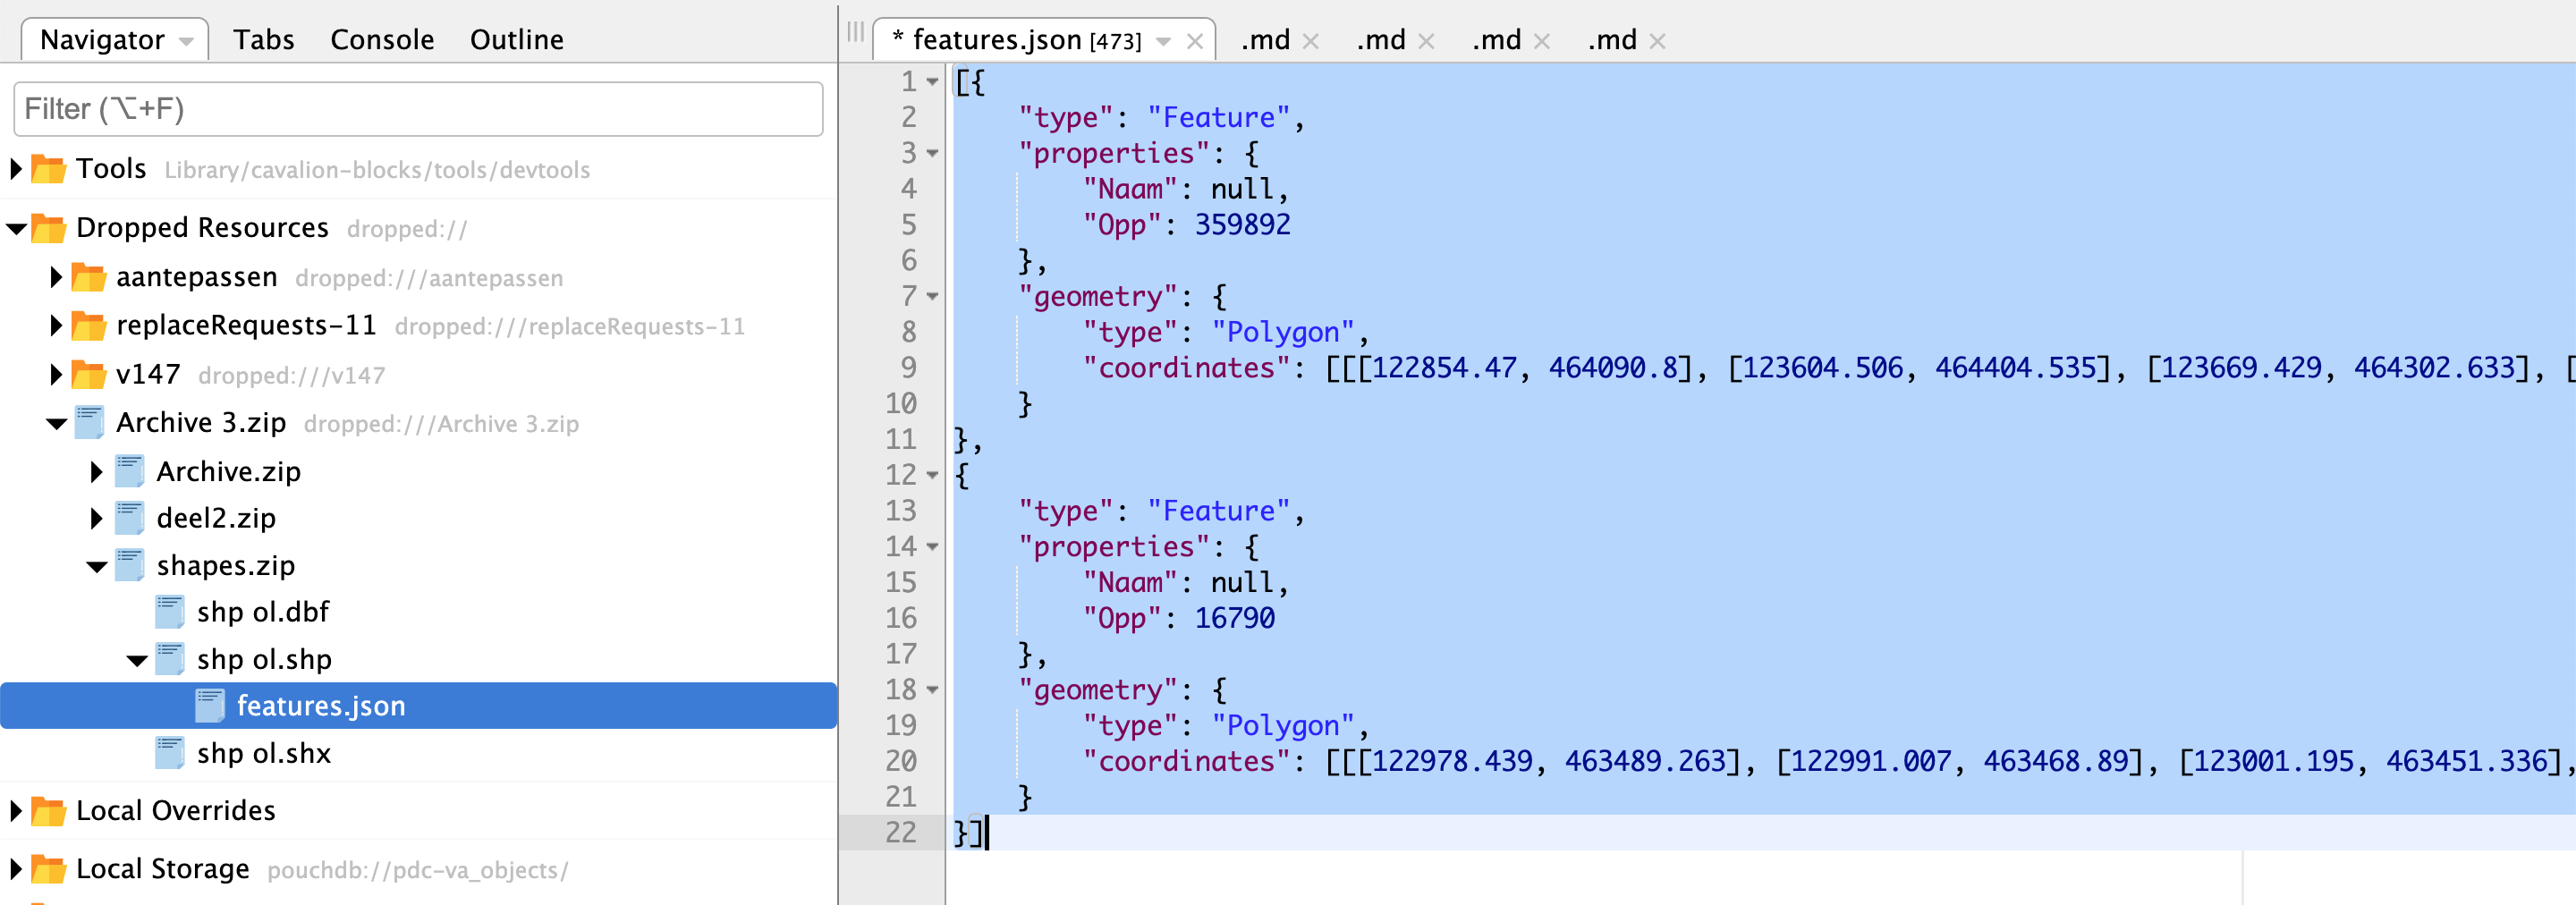 Navigator Tabs Console Outline
Filter (⌥+F)
Tools Library/cavalion-blocks/tools/devtools
Dropped Resources dropped://
aantepassen dropped:///aantepassen
replaceRequests-11 dropped:///replaceRequests-11
v147 dropped:///v147
Archive 3.zip dropped:///Archive 3.zip
Archive.zip
deel2.zip
shapes.zip
shp ol.dbf
shp ol.shp
features.json
shp ol.shx
Local Overrides
Local Storage pouchdb://pdc-va_objects/
* features.json [473] .md .md .md .md
1 [{
2 "type": "Feature",
3 "properties": {
4 "Naam": null,
5 "Opp": 359892
6 },
7 "geometry": {
8 "type": "Polygon",
9 "coordinates": [[[122854.47, 464090.8], [123604.506, 464404.535], [123669.429, 464302.633], [
10 }
11 },
12 {
13 "type": "Feature",
14 "properties": {
15 "Naam": null,
16 "Opp": 16790
17 },
18 "geometry": {
19 "type": "Polygon",
20 "coordinates": [[[122978.439, 463489.263], [122991.007, 463468.89], [123001.195, 463451.336],
21 }
22 }]